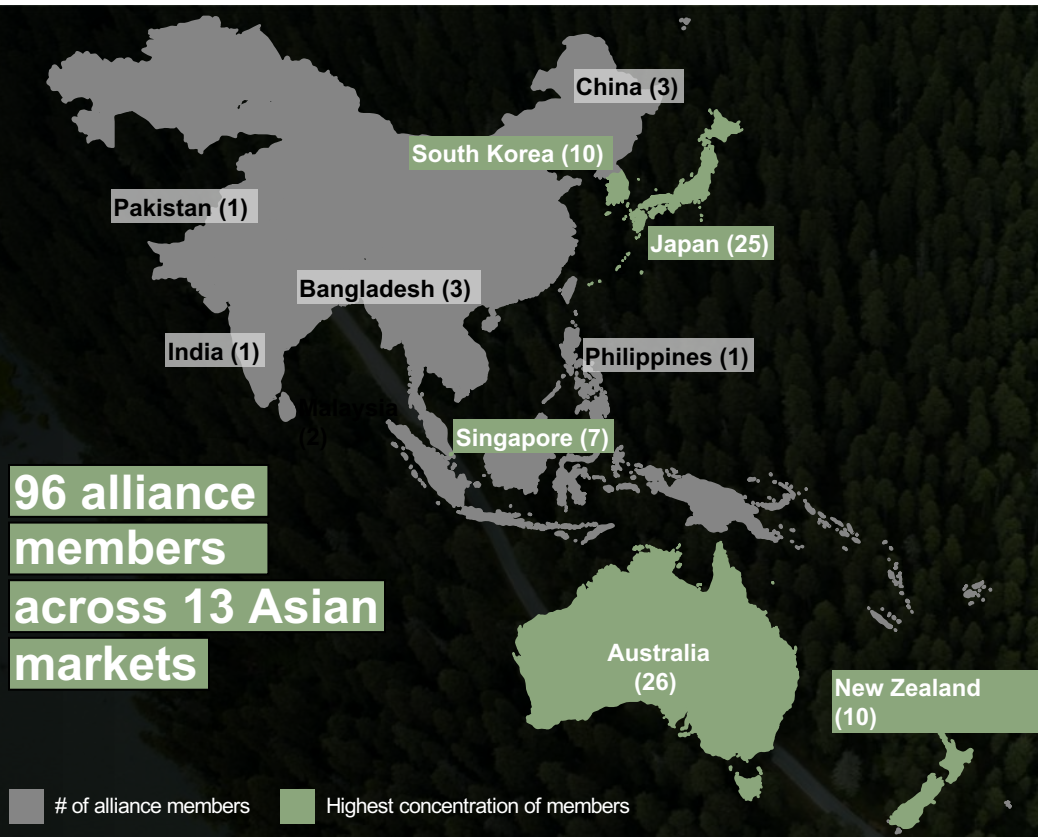 China (3)
South Korea (10)
Pakistan (1)
Japan (25)
Bangladesh (3)
India (1)
Philippines (1)
Malaysia
(2)
Singapore (7)
96 alliance
members
across 13 Asian
markets
Australia
(26)
New Zealand
(10)
# of alliance members
Highest concentration of members